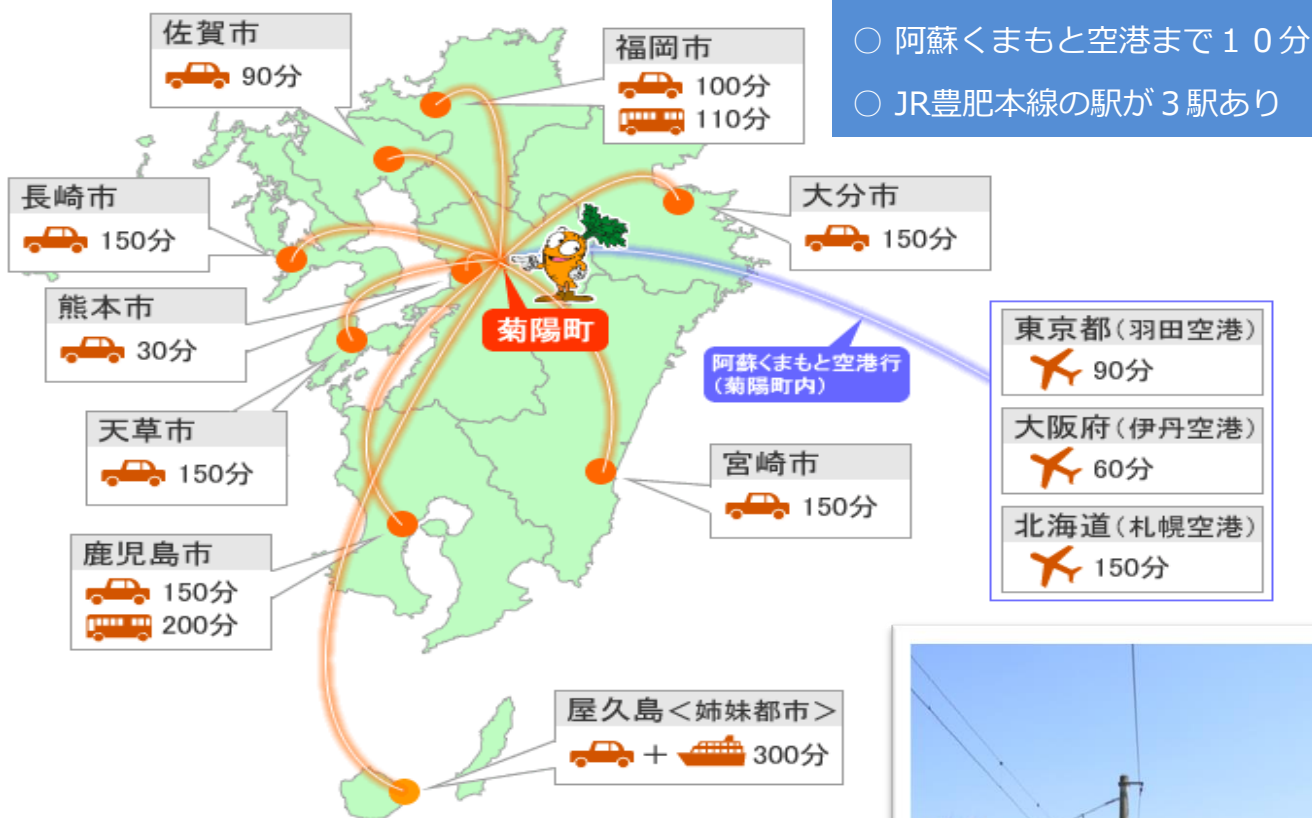 ○ 阿蘇くまもと空港まで１０分
○ JR豊肥本線の駅が３駅あり
佐賀市
90分
福岡市
100分
110分
長崎市
150分
大分市
150分
熊本市
30分
菊陽町
阿蘇くまもと空港行
（菊陽町内）
東京都（羽田空港）
90分
大阪府（伊丹空港）
60分
北海道（札幌空港）
150分
天草市
150分
宮崎市
150分
鹿児島市
150分
200分
屋久島＜姉妹都市＞
＋ 300分